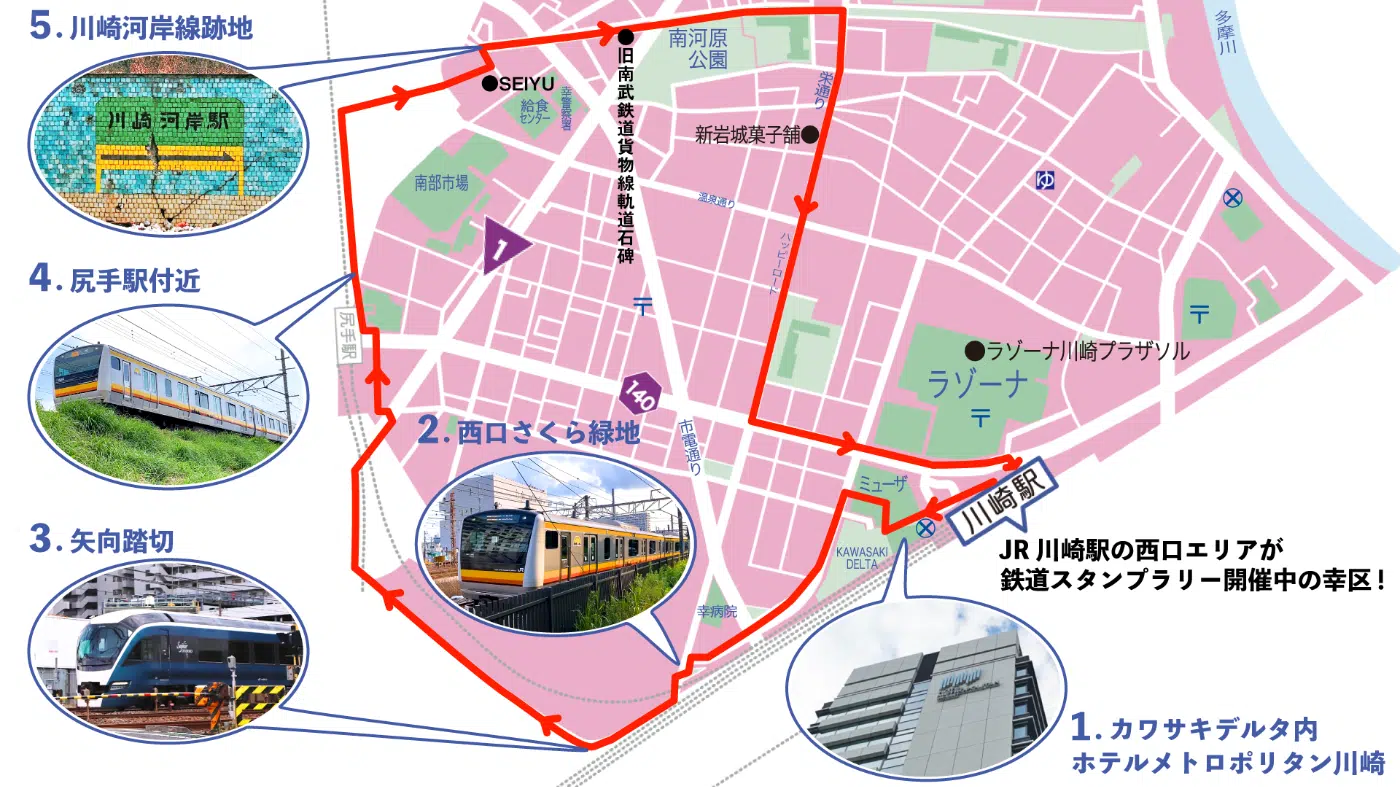 5. 川崎河岸線跡地
川崎河岸駅
4. 尻手駅付近
3. 矢向踏切
2. 西口さくら緑地
1. カワサキデルタ内
ホテルメトロポリタン川崎
JR 川崎駅の西口エリアが
鉄道スタンプラリー開催中の幸区!
川崎駅
SEIYU
給食
センター
幸警察署
旧南武鉄道貨物線軌道石碑
南河原
公園
栄通り
多摩川
新岩城菓子舗
南部市場
温泉通り
ハッピーロード
1
ゆ
尻手駅
140
市電通り
ラゾーナ川崎プラザソル
ラゾーナ
ミューザ
KAWASAKI
DELTA
幸病院